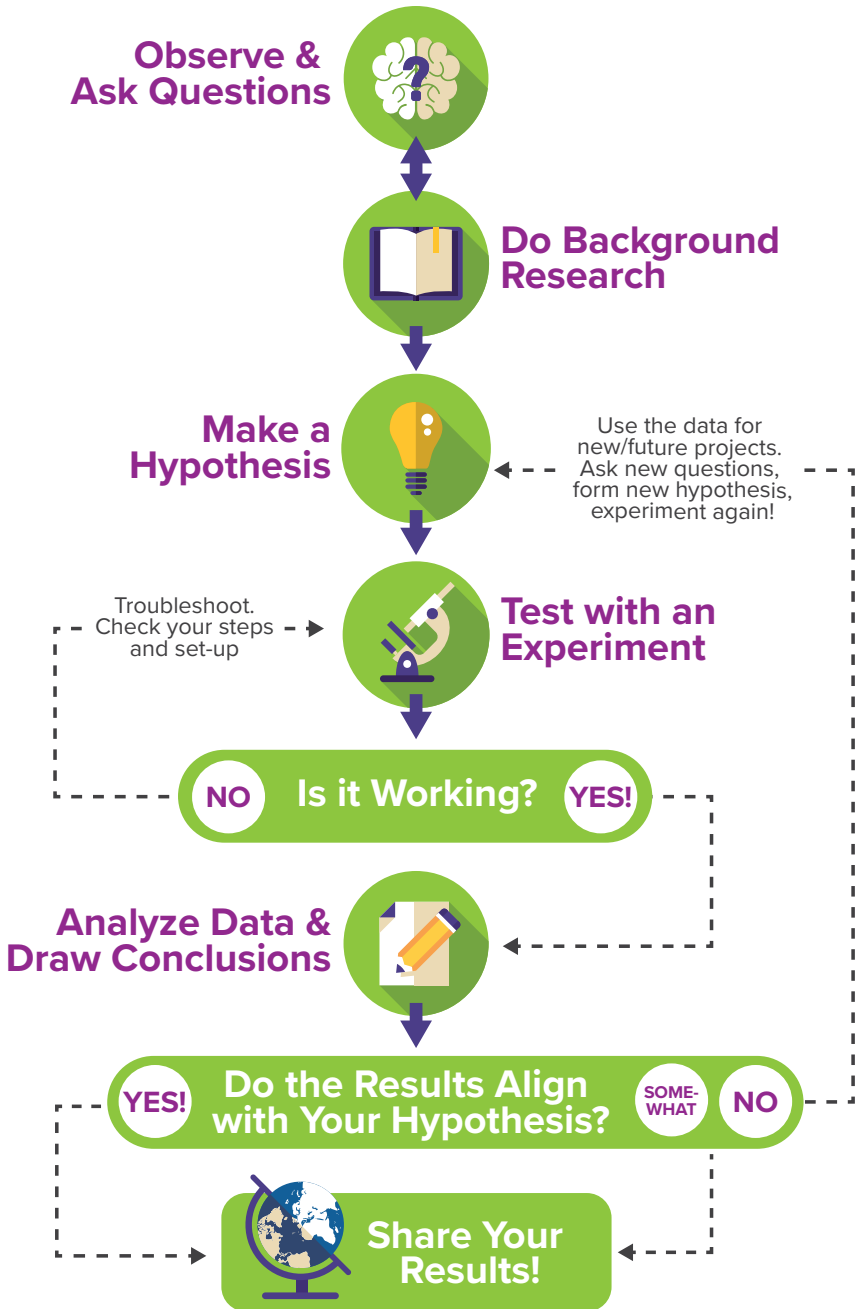 Observe &
Ask Questions
?
Do Background
Research
Make a
Hypothesis
Use the data for
new/future projects.
Ask new questions,
form new hypothesis,
experiment again!
Troubleshoot.
Check your steps
and set-up
Test with an
Experiment
NO
Is it Working?
YES!
Analyze Data &
Draw Conclusions
YES!
Do the Results Align
with Your Hypothesis?
SOME-
WHAT
NO
Share Your
Results!